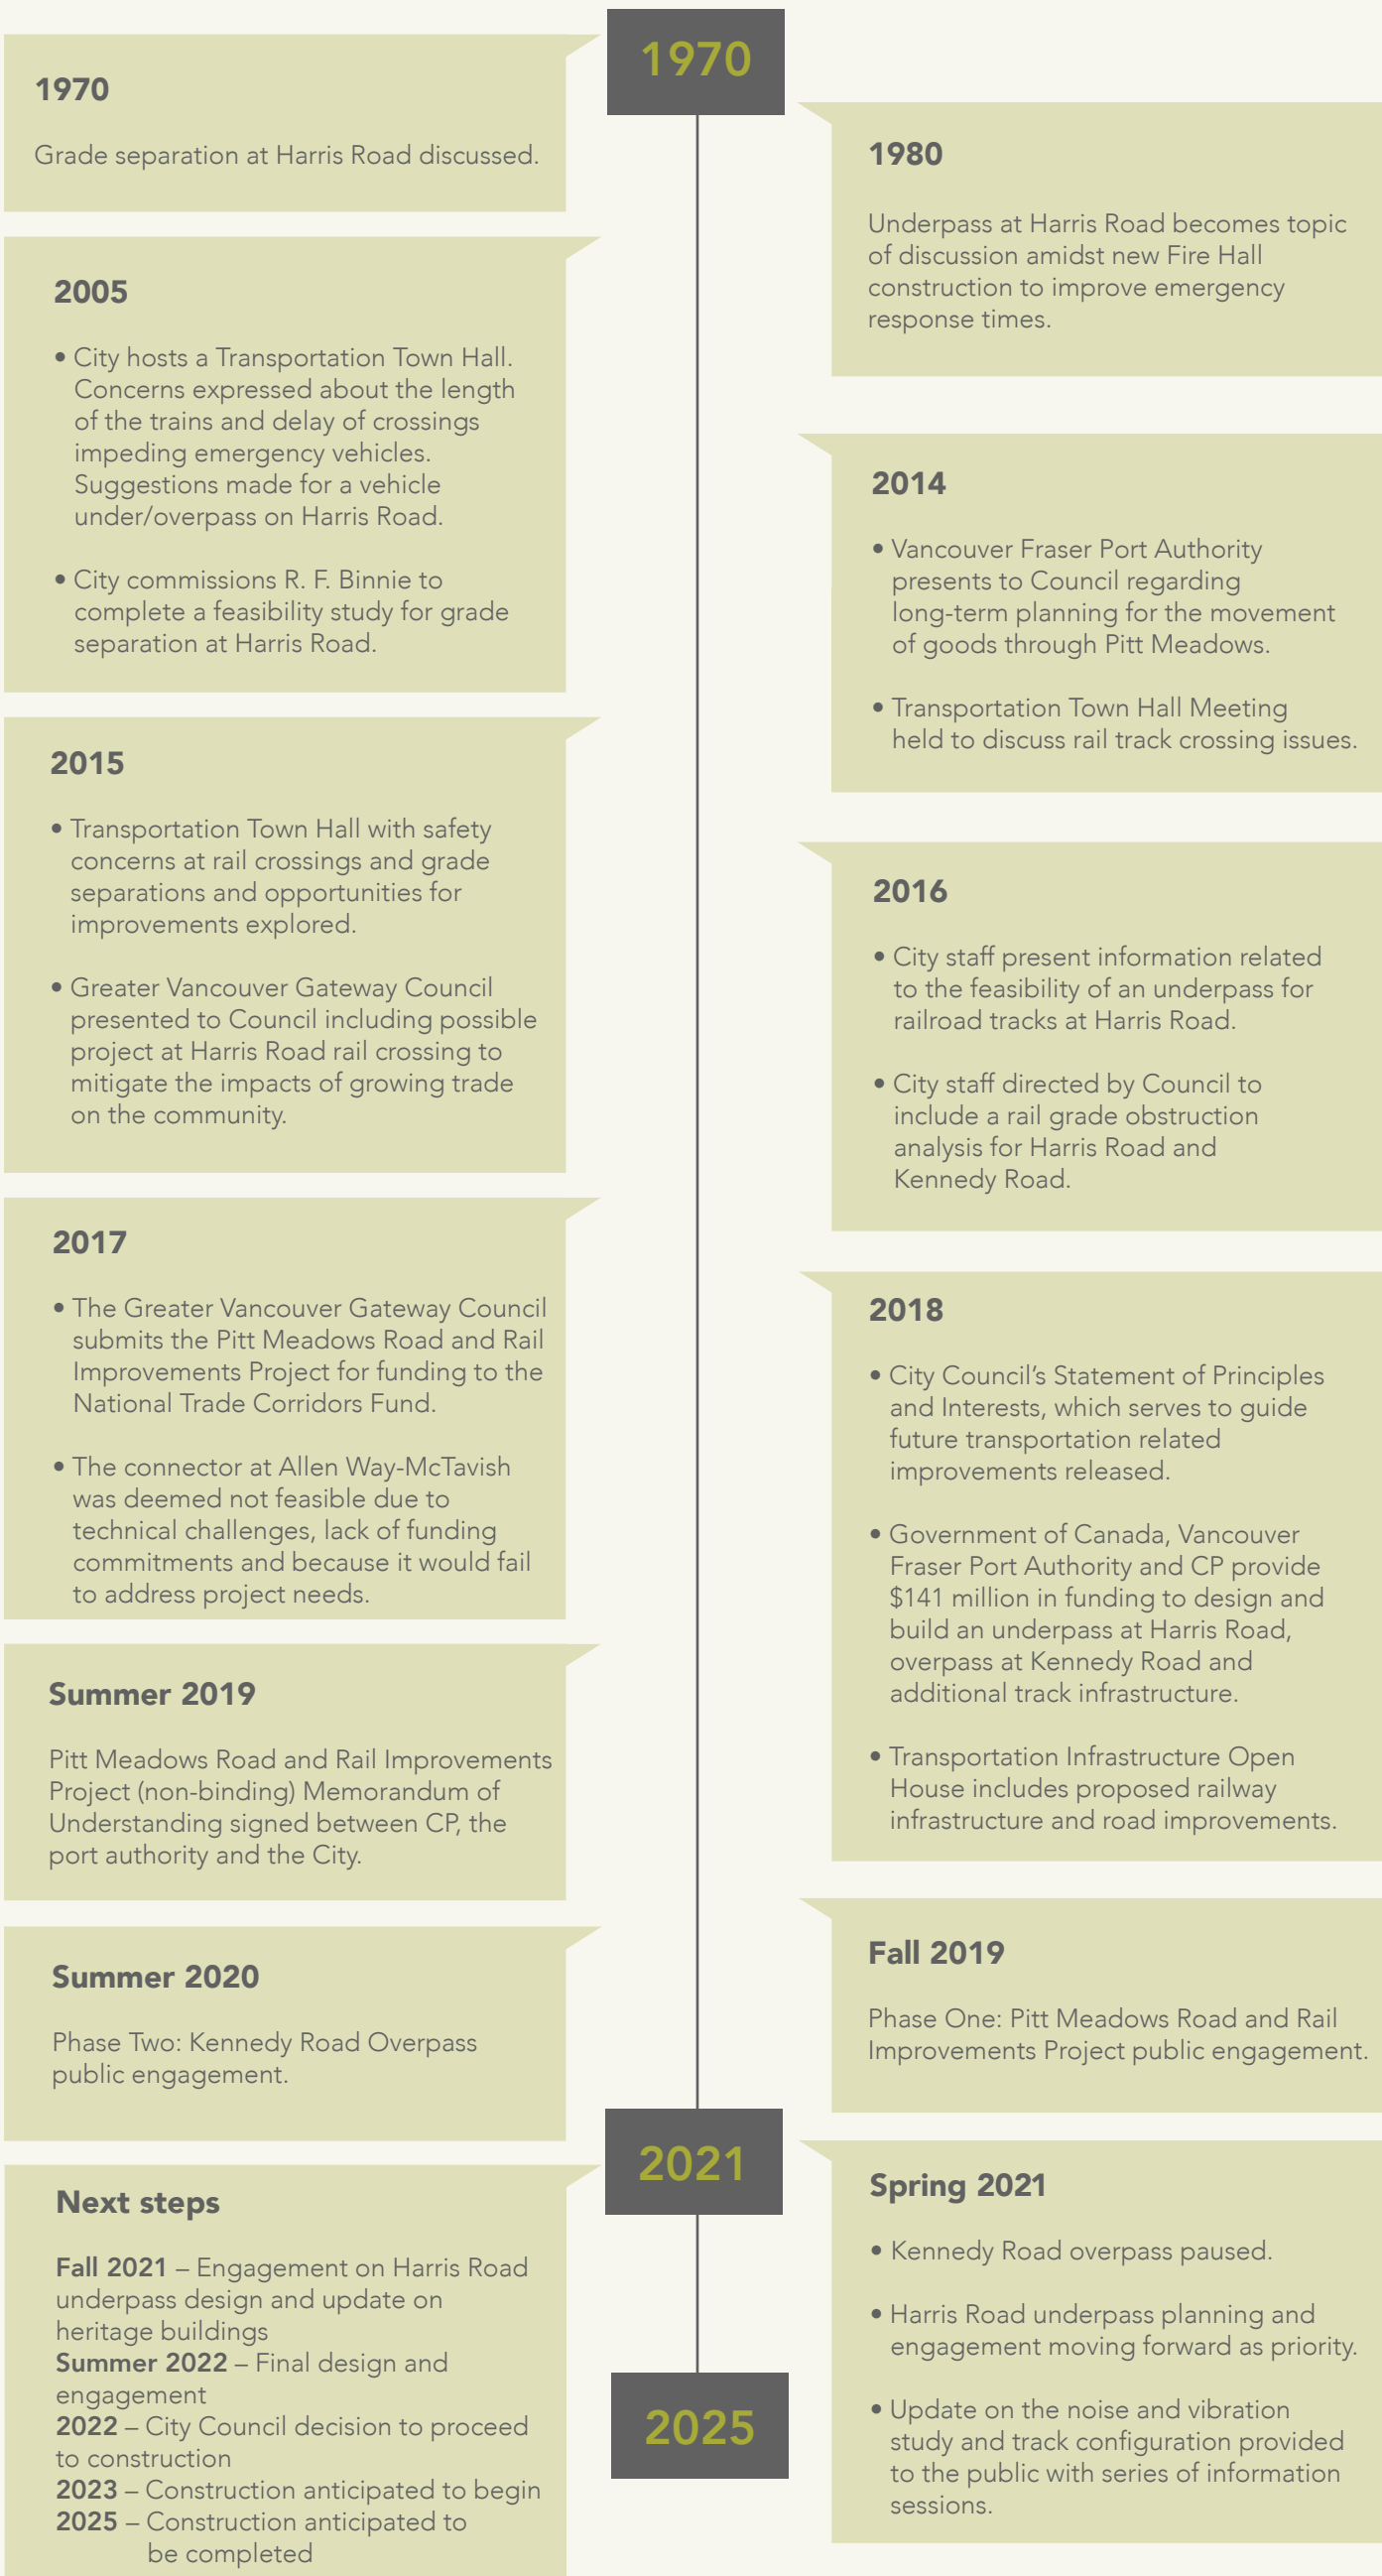 1970
1970
Grade separation at Harris Road discussed.
1980
Underpass at Harris Road becomes topic
of discussion amidst new Fire Hall
construction to improve emergency
response times.
2005
• City hosts a Transportation Town Hall.
Concerns expressed about the length
of the trains and delay of crossings
impeding emergency vehicles.
Suggestions made for a vehicle
under/overpass on Harris Road.
• City commissions R. F. Binnie to
complete a feasibility study for grade
separation at Harris Road.
2014
• Vancouver Fraser Port Authority
presents to Council regarding
long-term planning for the movement
of goods through Pitt Meadows.
• Transportation Town Hall Meeting
held to discuss rail track crossing issues.
2015
• Transportation Town Hall with safety
concerns at rail crossings and grade
separations and opportunities for
improvements explored.
• Greater Vancouver Gateway Council
presented to Council including possible
project at Harris Road rail crossing to
mitigate the impacts of growing trade
on the community.
2016
• City staff present information related
to the feasibility of an underpass for
railroad tracks at Harris Road.
• City staff directed by Council to
include a rail grade obstruction
analysis for Harris Road and
Kennedy Road.
2017
• The Greater Vancouver Gateway Council
submits the Pitt Meadows Road and Rail
Improvements Project for funding to the
National Trade Corridors Fund.
• The connector at Allen Way-McTavish
was deemed not feasible due to
technical challenges, lack of funding
commitments and because it would fail
to address project needs.
2018
• City Council's Statement of Principles
and Interests, which serves to guide
future transportation related
improvements released.
• Government of Canada, Vancouver
Fraser Port Authority and CP provide
$141 million in funding to design and
build an underpass at Harris Road,
overpass at Kennedy Road and
additional track infrastructure.
• Transportation Infrastructure Open
House includes proposed railway
infrastructure and road improvements.
Summer 2019
Pitt Meadows Road and Rail Improvements
Project (non-binding) Memorandum of
Understanding signed between CP, the
port authority and the City.
Fall 2019
Phase One: Pitt Meadows Road and Rail
Improvements Project public engagement.
Summer 2020
Phase Two: Kennedy Road Overpass
public engagement.
2021
Spring 2021
• Kennedy Road overpass paused.
• Harris Road underpass planning and
engagement moving forward as priority.
• Update on the noise and vibration
study and track configuration provided
to the public with series of information
sessions.
Next steps
Fall 2021 – Engagement on Harris Road
underpass design and update on
heritage buildings
Summer 2022 – Final design and
engagement
2022 – City Council decision to proceed
to construction
2023 – Construction anticipated to begin
2025 – Construction anticipated to
be completed
2025